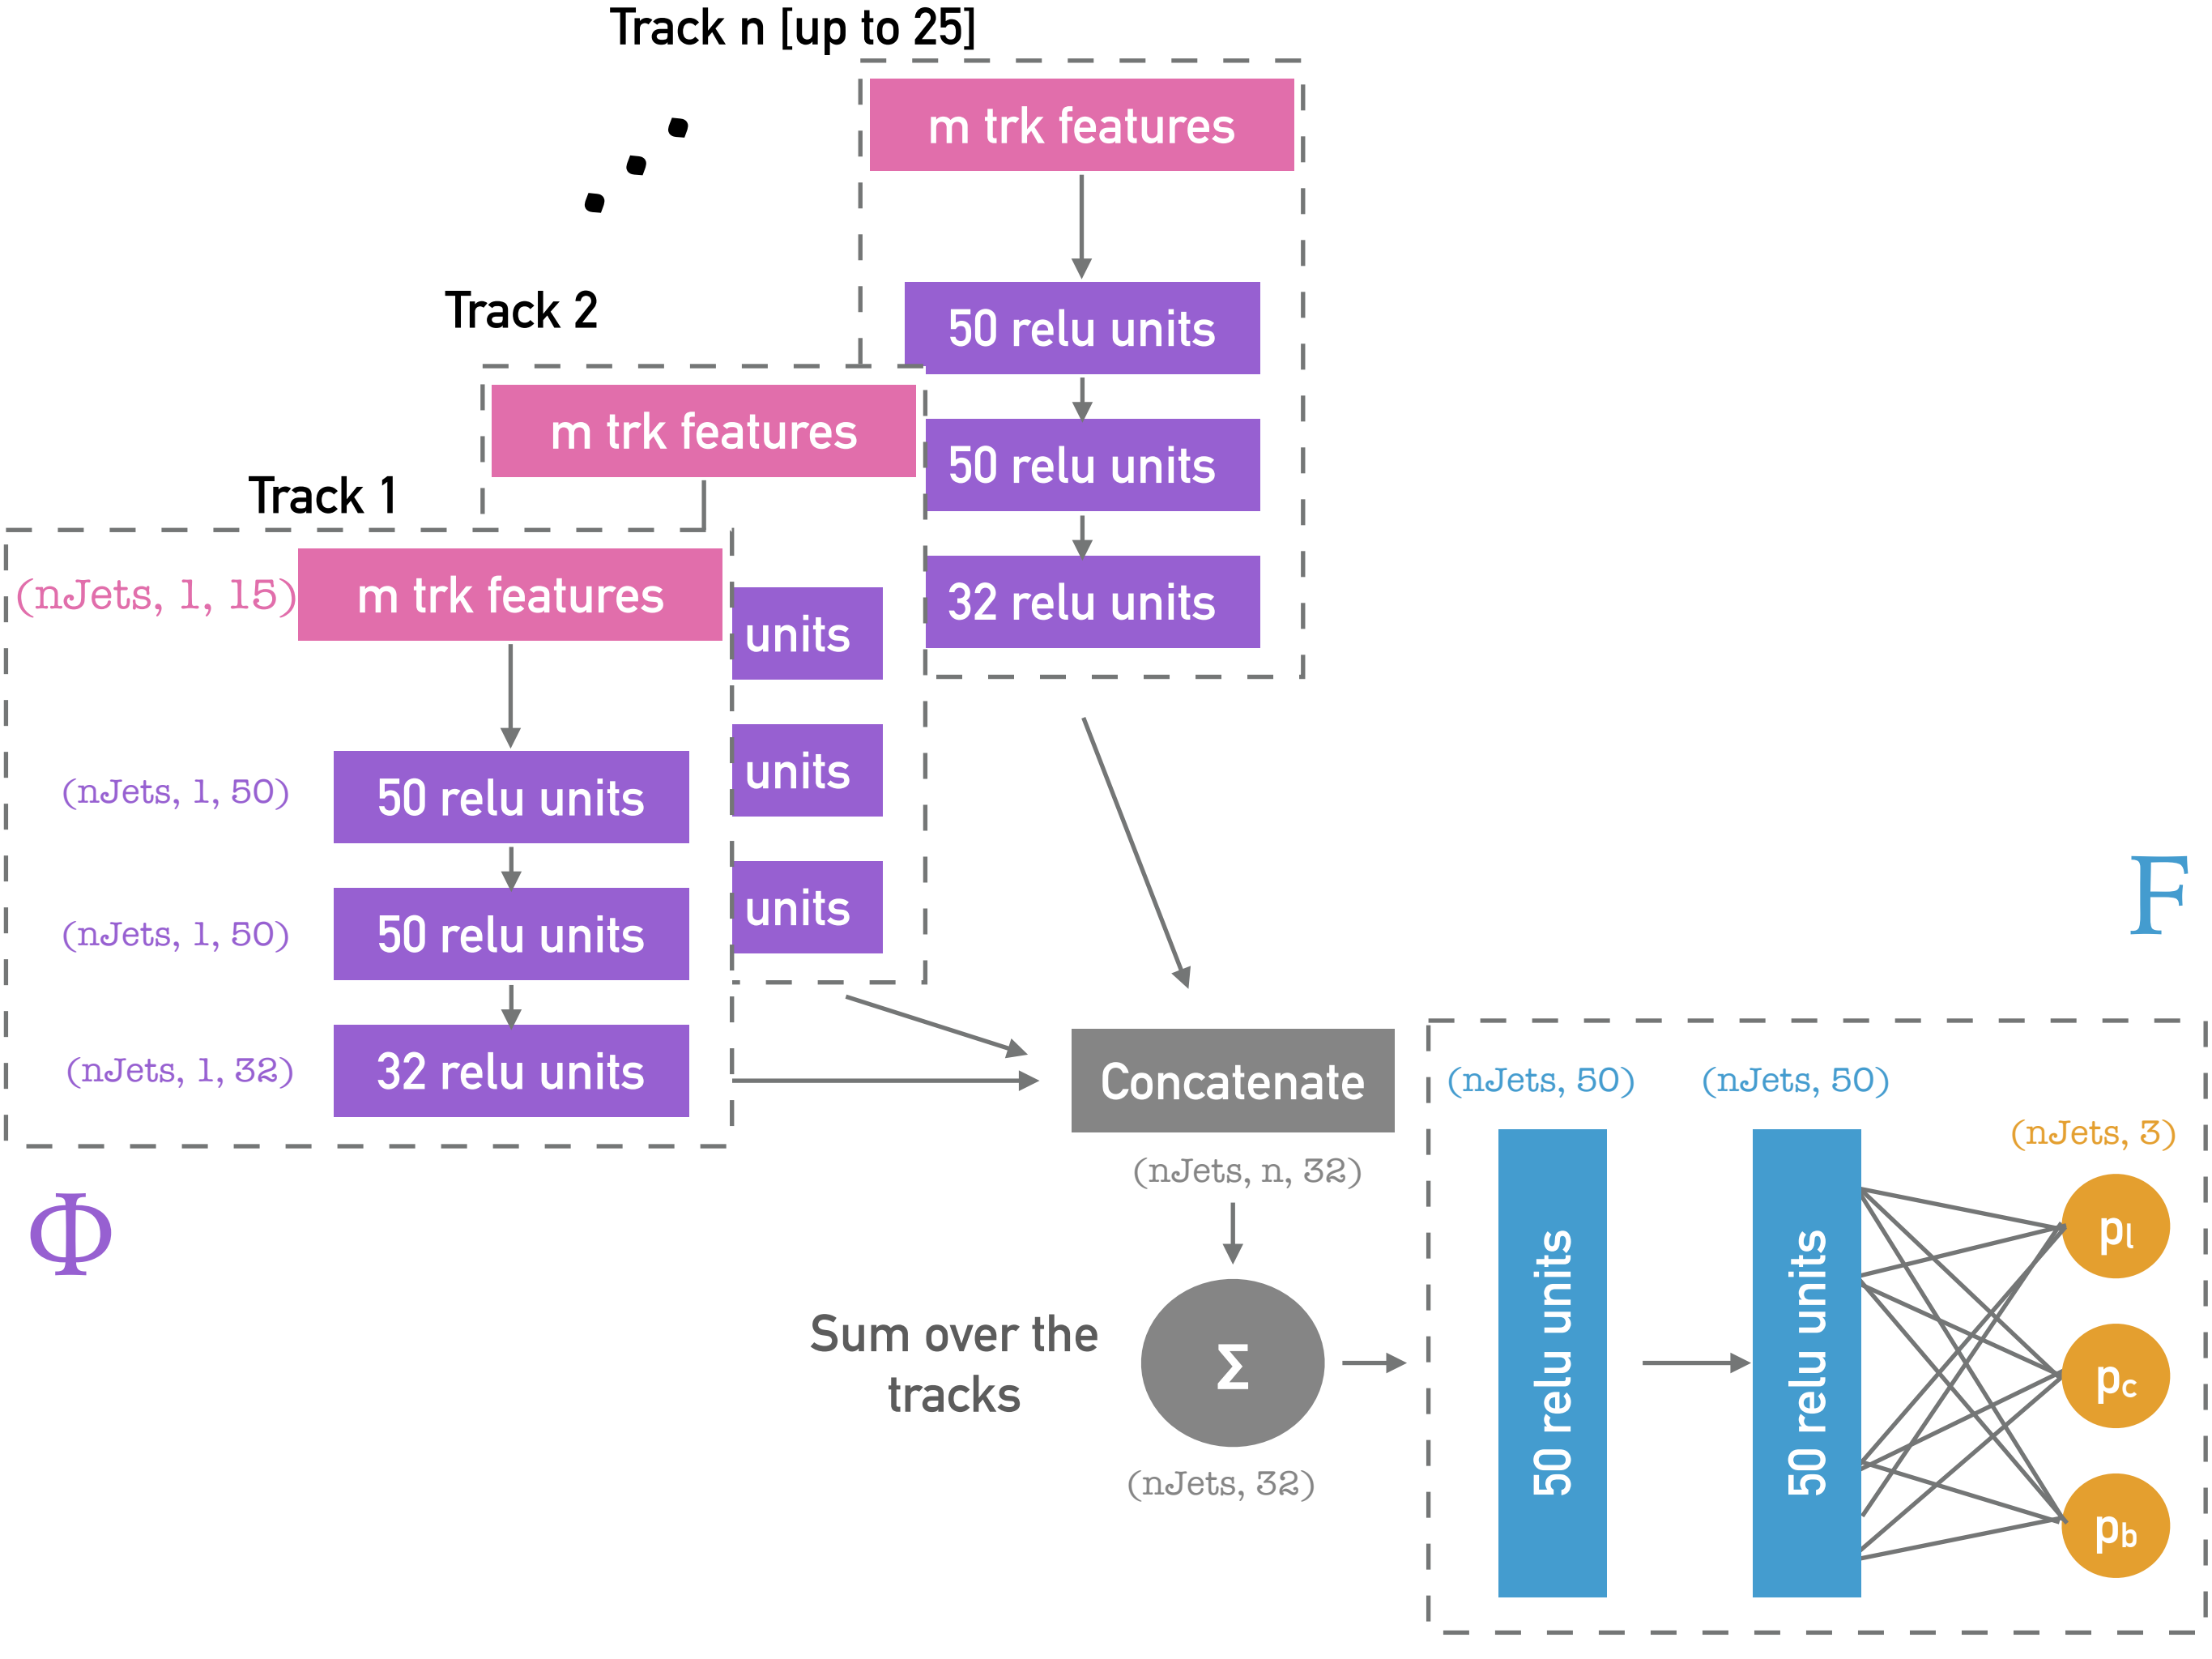 Track n [up to 25]
m trk features
50 relu units
50 relu units
32 relu units
Track 2
m trk features
units
units
units
Track 1
(nJets, 1, 15)
m trk features
(nJets, 1, 50)
50 relu units
(nJets, 1, 50)
50 relu units
(nJets, 1, 32)
32 relu units
Φ
Concatenate
(nJets, n, 32)
Sum over the
tracks
Σ
(nJets, 32)
F
(nJets, 50)
(nJets, 50)
(nJets, 3)
50 relu units
50 relu units
pl
pc
pb